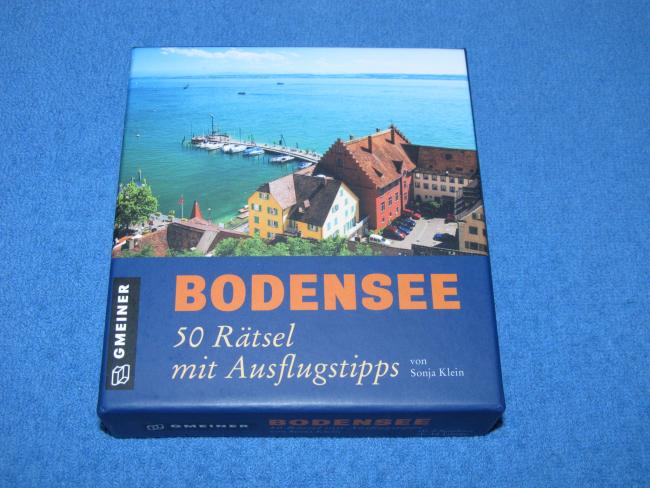 BODENSEE
50 Rätsel
mit Ausflugstipps
von
Sonja Klein
GMEINER
GMEINER
BODENSEE